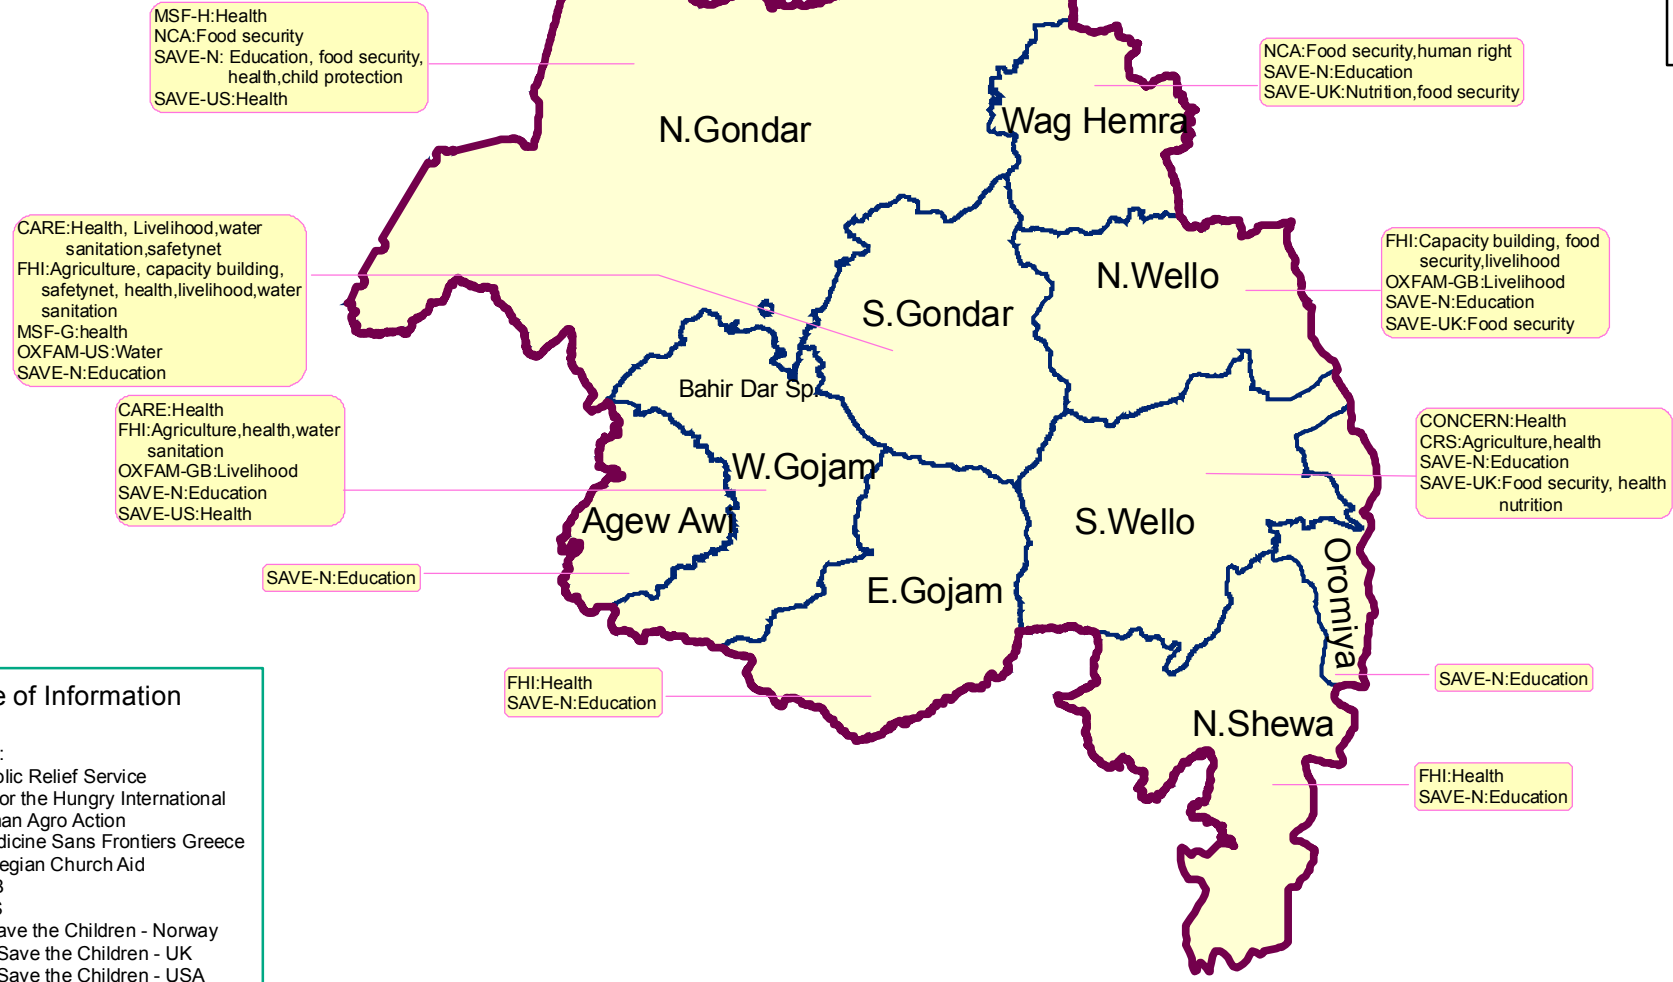 MSF-H:Health
NCA:Food security
SAVE-N: Education, food security,
health,child protection
SAVE-US:Health
NCA:Food security,human right
SAVE-N:Education
SAVE-UK:Nutrition,food security
N.Gondar
Wag Hemra
CARE:Health, Livelihood,water
sanitation,safetynet
FHI:Agriculture, capacity building,
safetynet, health,livelihood,water
sanitation
MSF-G:health
OXFAM-US:Water
SAVE-N:Education
FHI:Capacity building, food
security,livelihood
OXFAM-GB:Livelihood
SAVE-N:Education
SAVE-UK:Food security
N.Wello
S.Gondar
Bahir Dar Sp.
CARE:Health
FHI:Agriculture,health,water
sanitation
OXFAM-GB:Livelihood
SAVE-N:Education
SAVE-US:Health
CONCERN:Health
CRS:Agriculture,health
SAVE-N:Education
SAVE-UK:Food security, health
nutrition
W.Gojam
Agew Awi
S.Wello
Oromiya
SAVE-N:Education
E.Gojam
FHI:Health
SAVE-N:Education
SAVE-N:Education
N.Shewa
FHI:Health
SAVE-N:Education
of Information
:
Relief Service
or the Hungry International
Agro Action
Sans Frontiers Greece
Church Aid
ave the Children - Norway
Save the Children - UK
Save the Children - USA